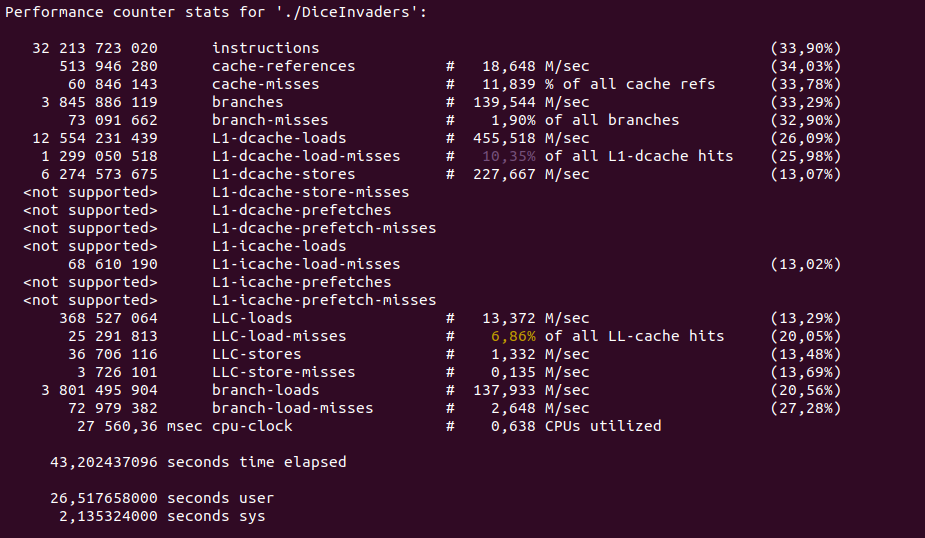 Performance counter stats for './DiceInvaders':
32 213 723 020 instructions (33,90%)
513 946 280 cache-references # 18,648 M/sec (34,03%)
60 846 143 cache-misses # 11,839 % of all cache refs (33,78%)
3 845 886 119 branches # 139,544 M/sec (33,29%)
73 091 662 branch-misses # 1,90% of all branches (32,90%)
12 554 231 439 L1-dcache-loads # 455,518 M/sec (26,09%)
1 299 050 518 L1-dcache-load-misses # 10,35% of all L1-dcache hits (25,98%)
6 274 573 675 L1-dcache-stores # 227,667 M/sec (13,07%)
<not supported> L1-dcache-store-misses
<not supported> L1-dcache-prefetches
<not supported> L1-dcache-prefetch-misses
<not supported> L1-icache-loads
68 610 190 L1-icache-load-misses (13,02%)
<not supported> L1-icache-prefetches
<not supported> L1-icache-prefetch-misses
368 527 064 LLC-loads # 13,372 M/sec (13,29%)
25 291 813 LLC-load-misses # 6,86% of all LL-cache hits (20,05%)
36 706 116 LLC-stores # 1,332 M/sec (13,48%)
3 726 101 LLC-store-misses # 0,135 M/sec (13,69%)
3 801 495 904 branch-loads # 137,933 M/sec (20,56%)
72 979 382 branch-load-misses # 2,648 M/sec (27,28%)
27 560,36 msec cpu-clock # 0,638 CPUs utilized
43,202437096 seconds time elapsed
26,517658000 seconds user
2,135324000 seconds sys